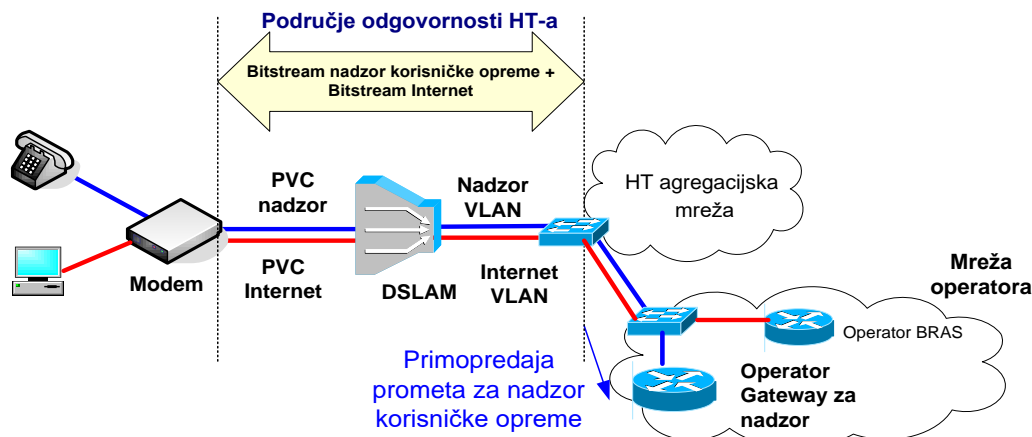 Područje odgovornosti HT-a
Bitstream nadzor korisničke opreme +
Bitstream Internet
HT agregacijska
mreža
PVC
nadzor
Nadzor
VLAN
PVC
Internet
Modem
DSLAM
Internet
VLAN
Mreža
operatora
Operator BRAS
Primopredaja
prometa za nadzor
korisničke opreme
Operator
Gateway za
nadzor